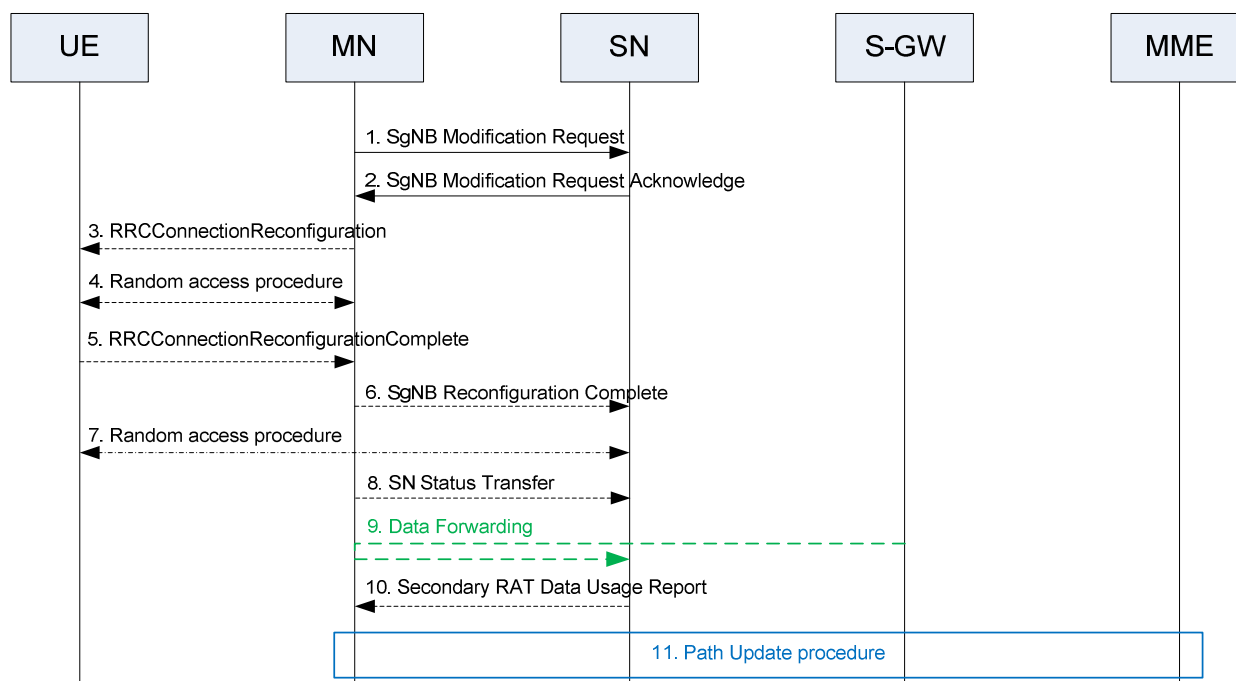 UE
MN
SN
S-GW
MME
1. SgNB Modification Request
2. SgNB Modification Request Acknowledge
3. RRCConnectionReconfiguration
4. Random access procedure
5. RRCConnectionReconfigurationComplete
6. SgNB Reconfiguration Complete
7. Random access procedure
8. SN Status Transfer
9. Data Forwarding
10. Secondary RAT Data Usage Report
11. Path Update procedure